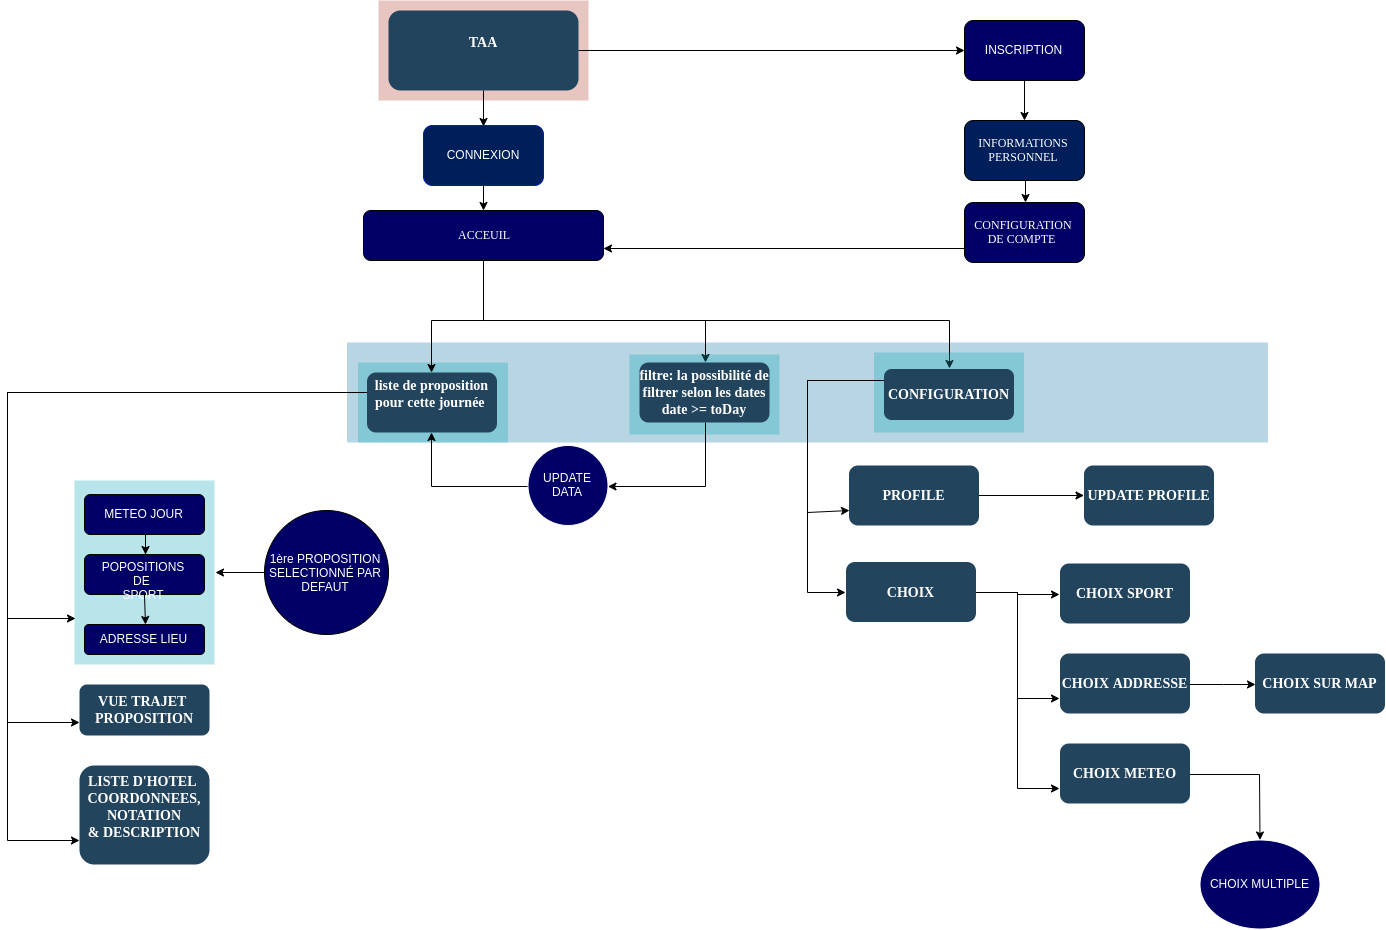 TAA
INSCRIPTION
CONNEXION
INFORMATIONS
PERSONNEL
ACCEUIL
CONFIGURATION
DE COMPTE
liste de proposition
pour cette journée
filtre: la possibilité de
filtrer selon les dates
date >= toDay
CONFIGURATION
UPDATE
DATA
PROFILE
UPDATE PROFILE
METEO JOUR
POPOSITIONS
DE
SPORT
ADRESSE LIEU
1ère PROPOSITION
SELECTIONNÉ PAR
DEFAUT
CHOIX
CHOIX SPORT
VUE TRAJET
PROPOSITION
CHOIX ADDRESSE
CHOIX SUR MAP
LISTE D'HOTEL
COORDONNEES,
NOTATION
& DESCRIPTION
CHOIX METEO
CHOIX MULTIPLE